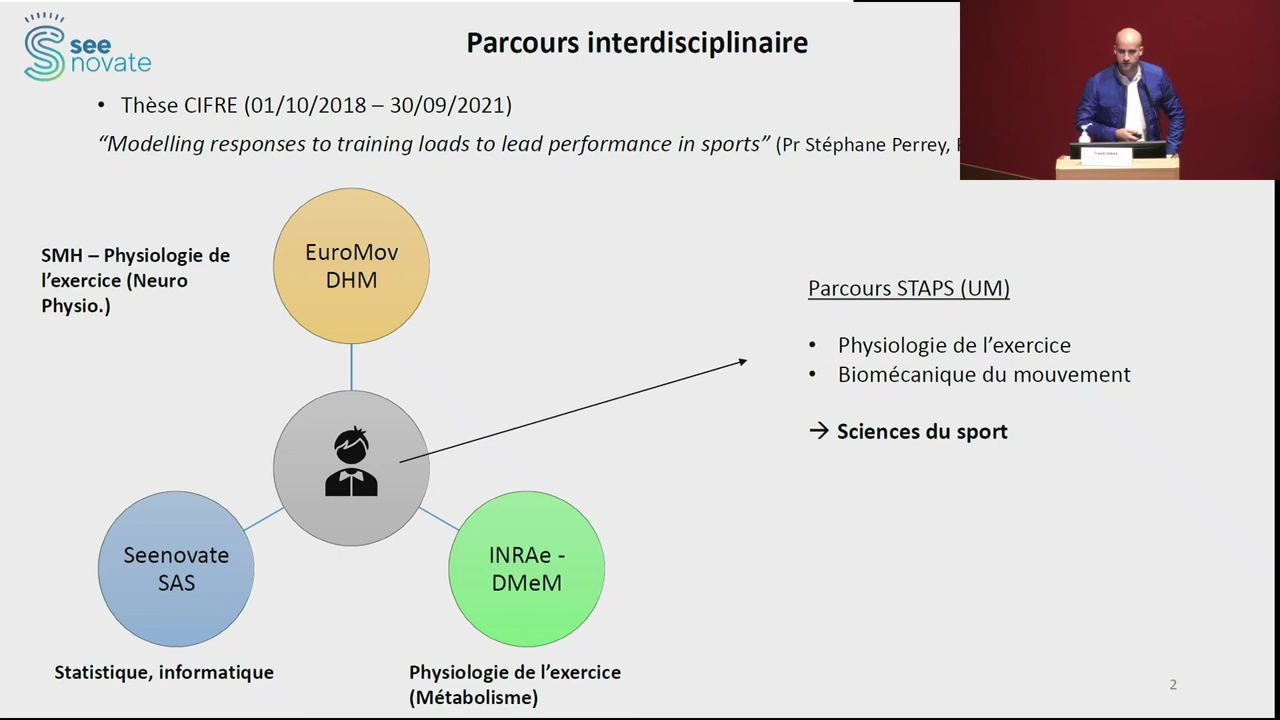 see
novate
Parcours interdisciplinaire
• Thèse CIFRE (01/10/2018 – 30/09/2021)
“Modelling responses to training loads to lead performance in sports” (Pr Stéphane Perrey,
SMH – Physiologie de
l’exercice (Neuro
Physio.)
EuroMov
DHM
Parcours STAPS (UM)
• Physiologie de l’exercice
• Biomécanique du mouvement
→ Sciences du sport
Seenovate
SAS
INRAe -
DMeM
Statistique, informatique
Physiologie de l’exercice
(Métabolisme)
2